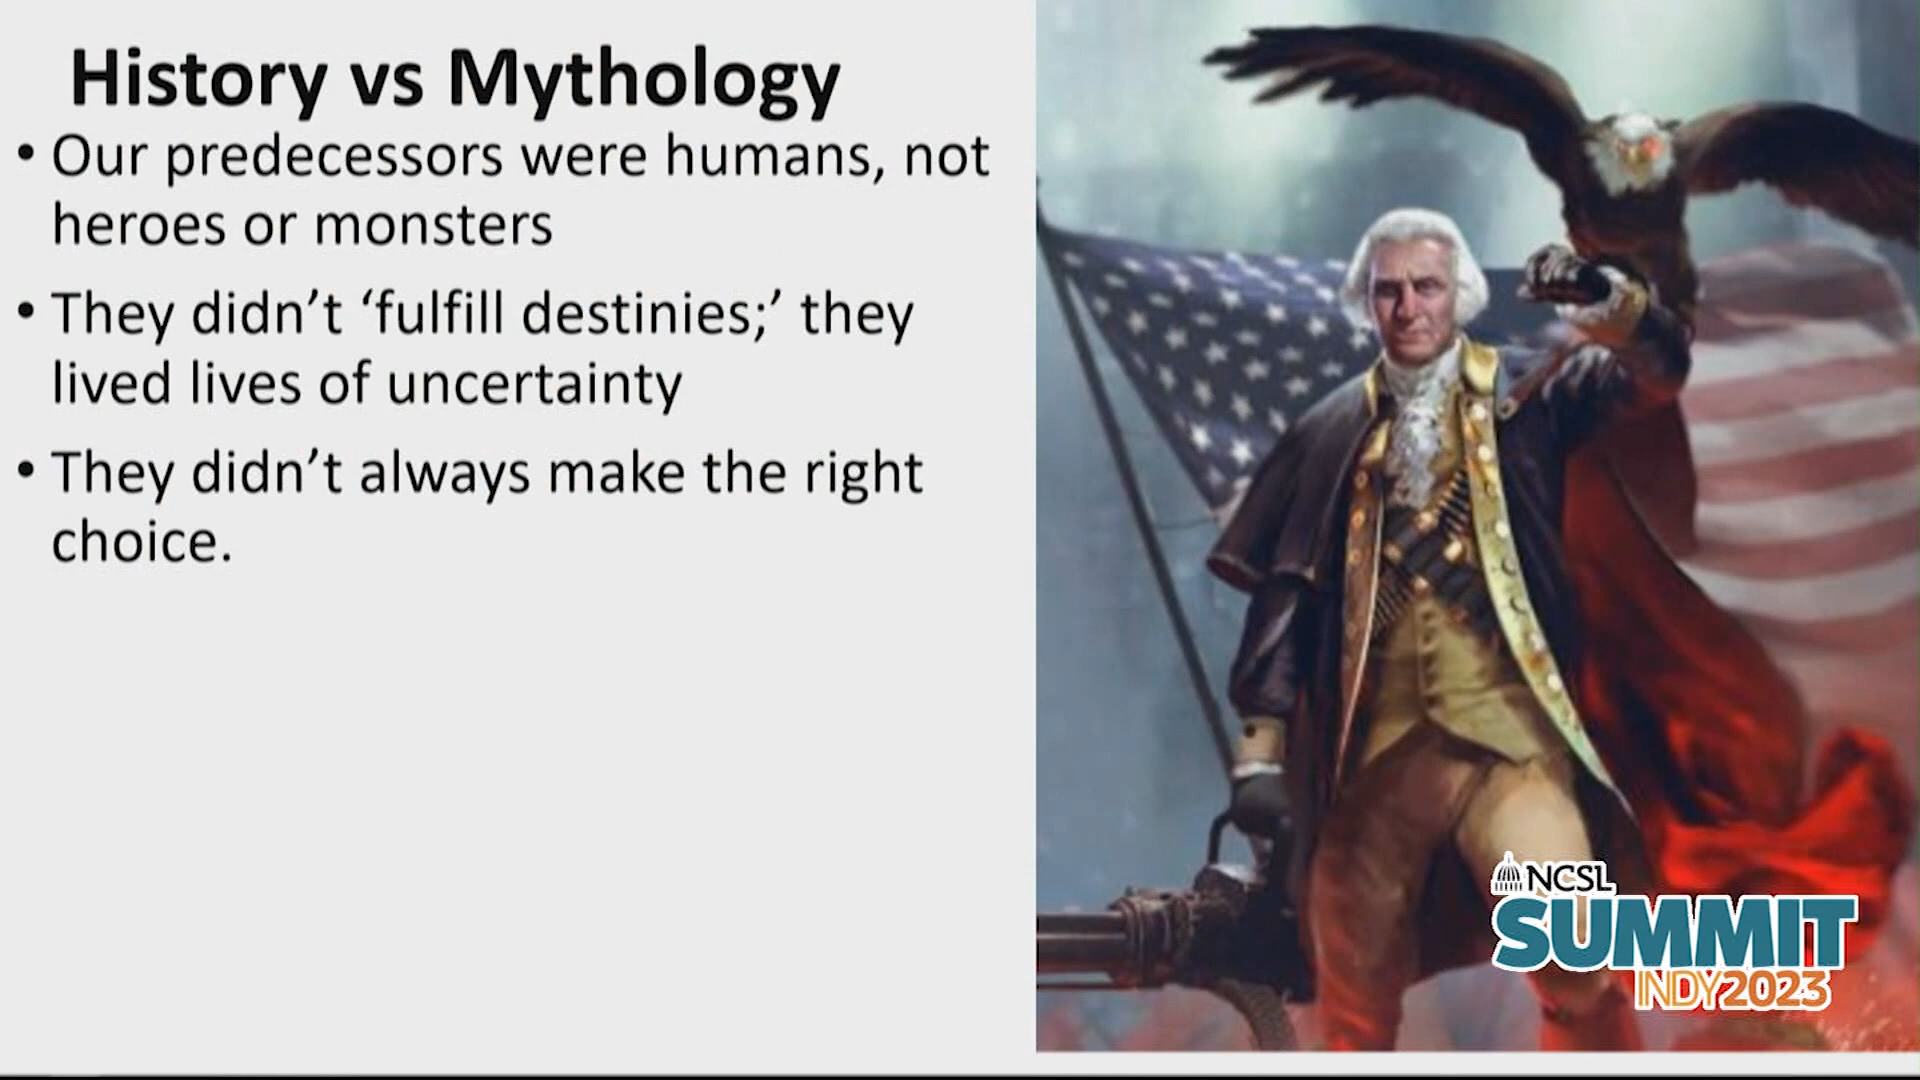 History vs Mythology
• Our predecessors were humans, not
heroes or monsters
• They didn’t ‘fulfill destinies;’ they
lived lives of uncertainty
• They didn’t always make the right
choice.
NCSL
SUMMIT
INDY2023